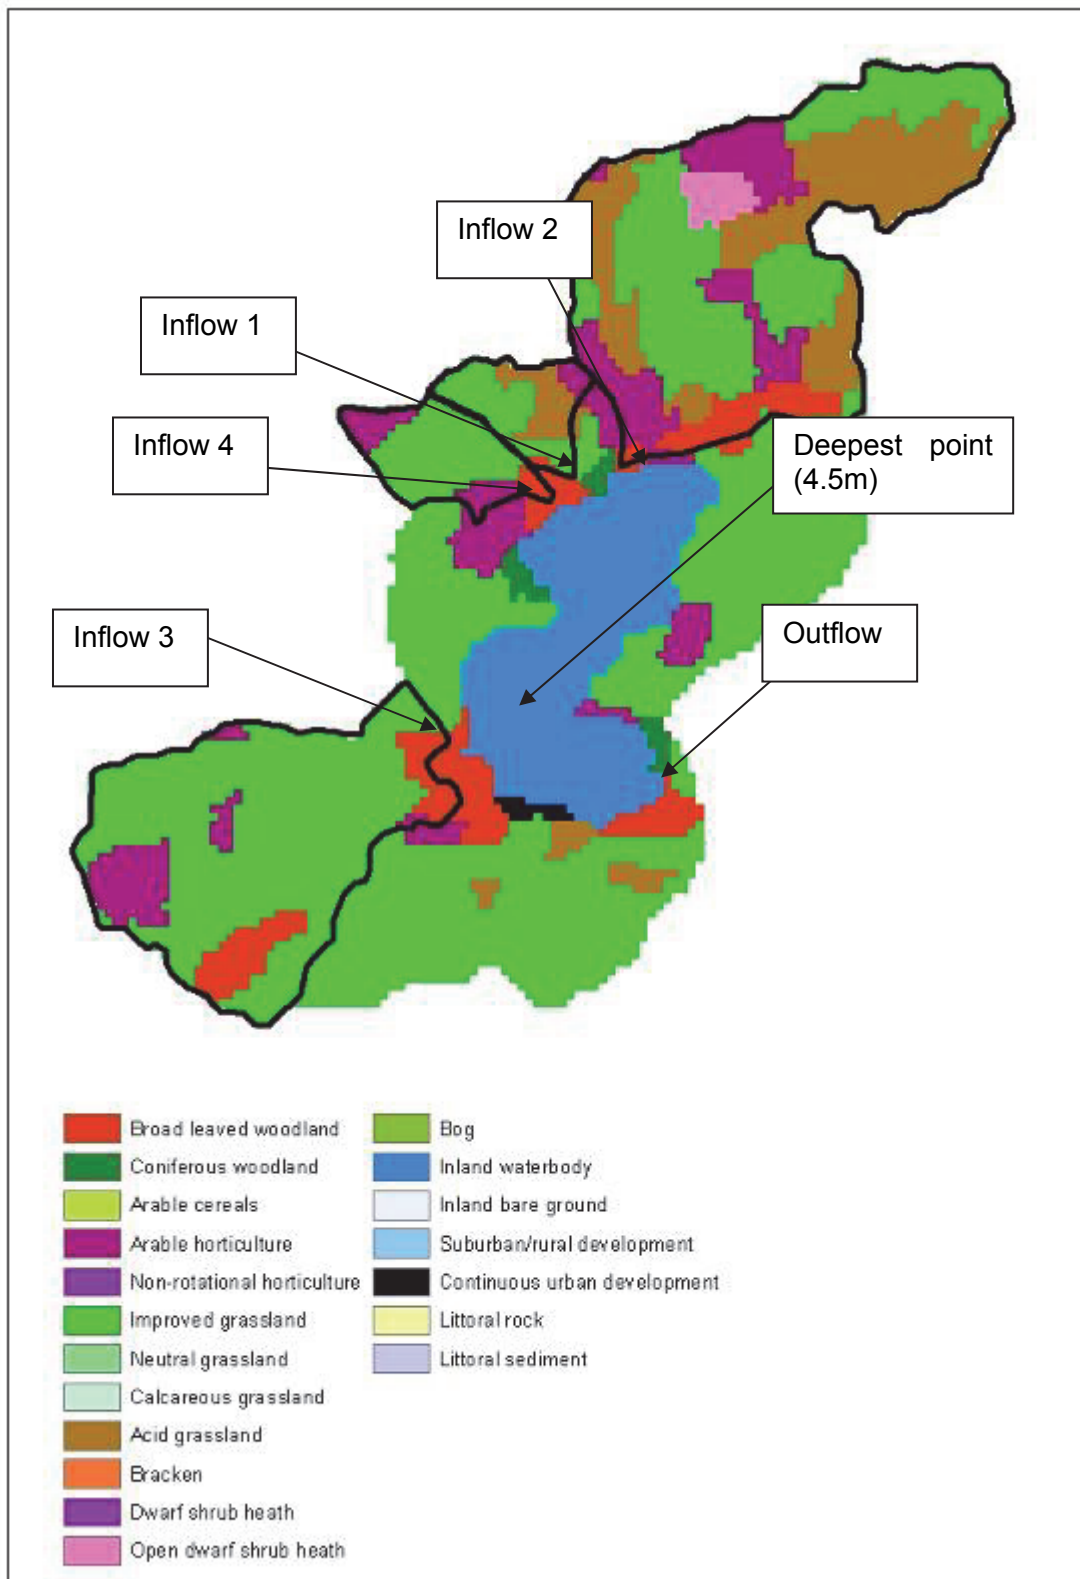 Inflow 2
Inflow 1
Inflow 4
Deepest point
(4.5m)
Inflow 3
Outflow
Broad leaved woodland
Coniferous woodland
Arable cereals
Arable horticulture
Non-rotational horticulture
Improved grassland
Neutral grassland
Calcareous grassland
Acid grassland
Bracken
Dwarf shrub heath
Open dwarf shrub heath
Bog
Inland waterbody
Inland bare ground
Suburban/rural development
Continuous urban development
Littoral rock
Littoral sediment